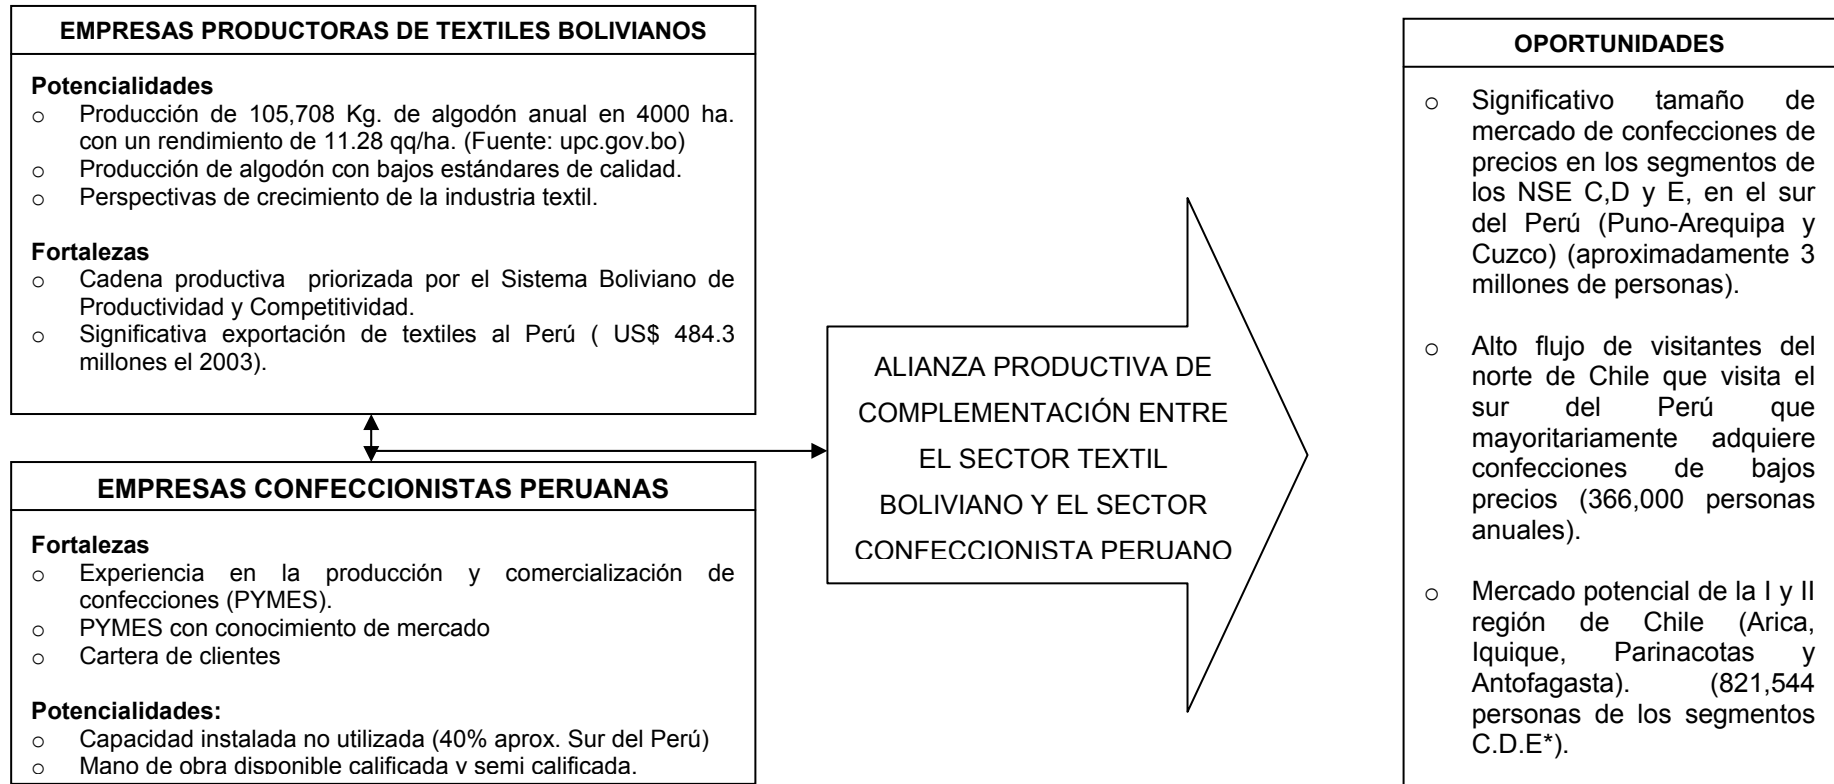 EMPRESAS PRODUCTORAS DE TEXTILES BOLIVIANOS
Potencialidades
o Producción de 105,708 Kg. de algodón anual en 4000 ha.
con un rendimiento de 11.28 qq/ha. (Fuente: upc.gov.bo)
o Producción de algodón con bajos estándares de calidad.
o Perspectivas de crecimiento de la industria textil.
Fortalezas
o Cadena productiva priorizada por el Sistema Boliviano de
Productividad y Competitividad.
o Significativa exportación de textiles al Perú ( US$ 484.3
millones el 2003).
EMPRESAS CONFECCIONISTAS PERUANAS
Fortalezas
o Experiencia en la producción y comercialización de
confecciones (PYMES).
o PYMES con conocimiento de mercado
o Cartera de clientes
Potencialidades:
o Capacidad instalada no utilizada (40% aprox. Sur del Perú)
o Mano de obra disponible calificada y semi calificada.
ALIANZA PRODUCTIVA DE
COMPLEMENTACIÓN ENTRE
EL SECTOR TEXTIL
BOLIVIANO Y EL SECTOR
CONFECCIONISTA PERUANO
OPORTUNIDADES
o Significativo tamaño de
mercado de confecciones de
precios en los segmentos de
los NSE C,D y E, en el sur
del Perú (Puno-Arequipa y
Cuzco) (aproximadamente 3
millones de personas).
o Alto flujo de visitantes del
norte de Chile que visita el
sur del Perú que
mayoritariamente adquiere
confecciones de bajos
precios (366,000 personas
anuales).
o Mercado potencial de la I y II
región de Chile (Arica,
Iquique, Parinacotas y
Antofagasta). (821,544
personas de los segmentos
C.D.E*).